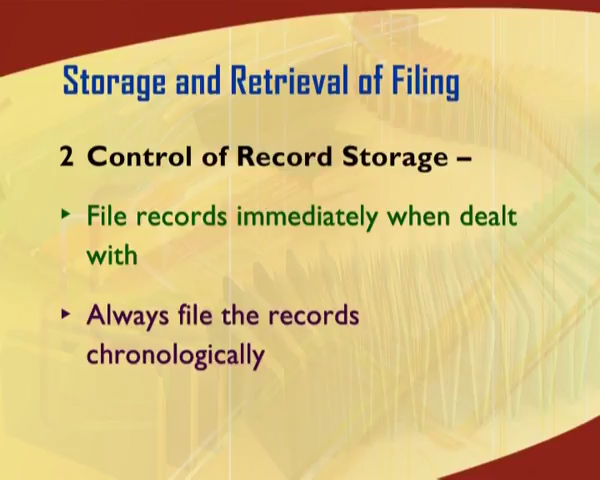 Storage and Retrieval of Filing
2 Control of Record Storage –
‣ File records immediately when dealt
with
‣ Always file the records
chronologically